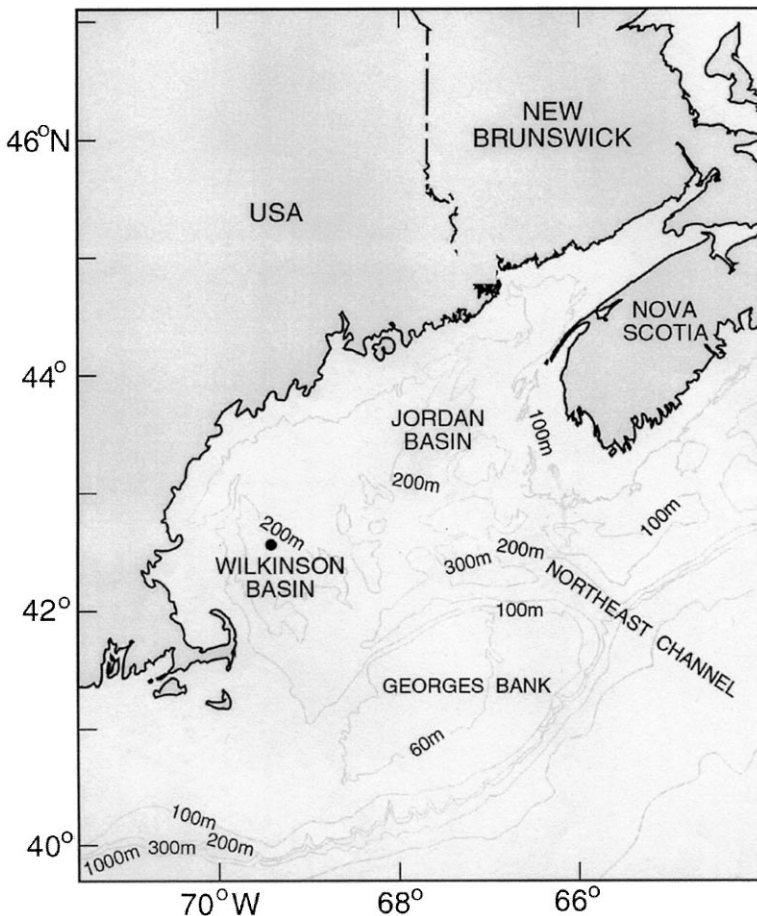 46°N
NEW
BRUNSWICK
USA
NOVA
SCOTIA
44°
JORDAN
BASIN
100m
200m
100m
200m
WILKINSON
BASIN
300m
200m
NORTHEAST CHANNEL
42°
100m
GEORGES BANK
60m
100m
200m
300m
1000m
40°
70°W
68°
66°